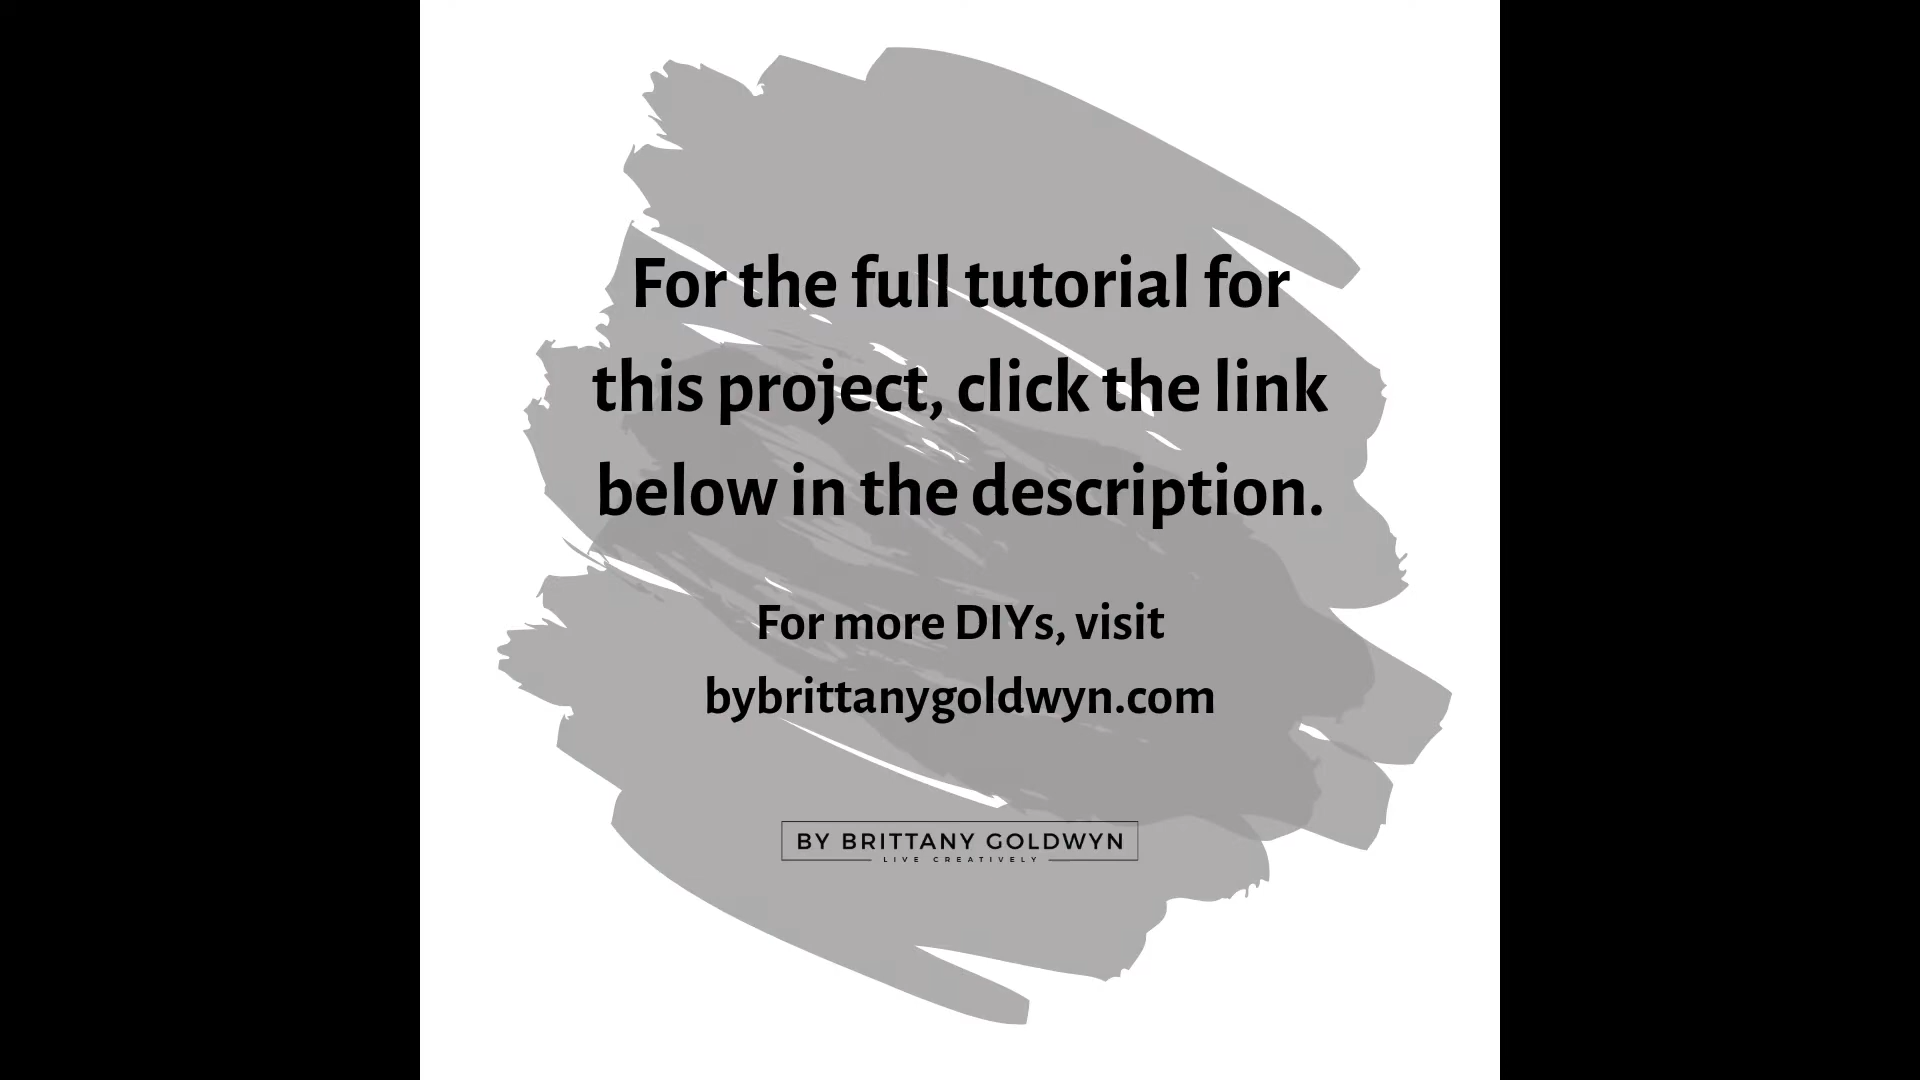 For the full tutorial for
this project, click the link
below in the description.
For more DIYs, visit
bybrittanygoldwyn.com
BY BRITTANY GOLDWYN
LIVE CREATIVELY